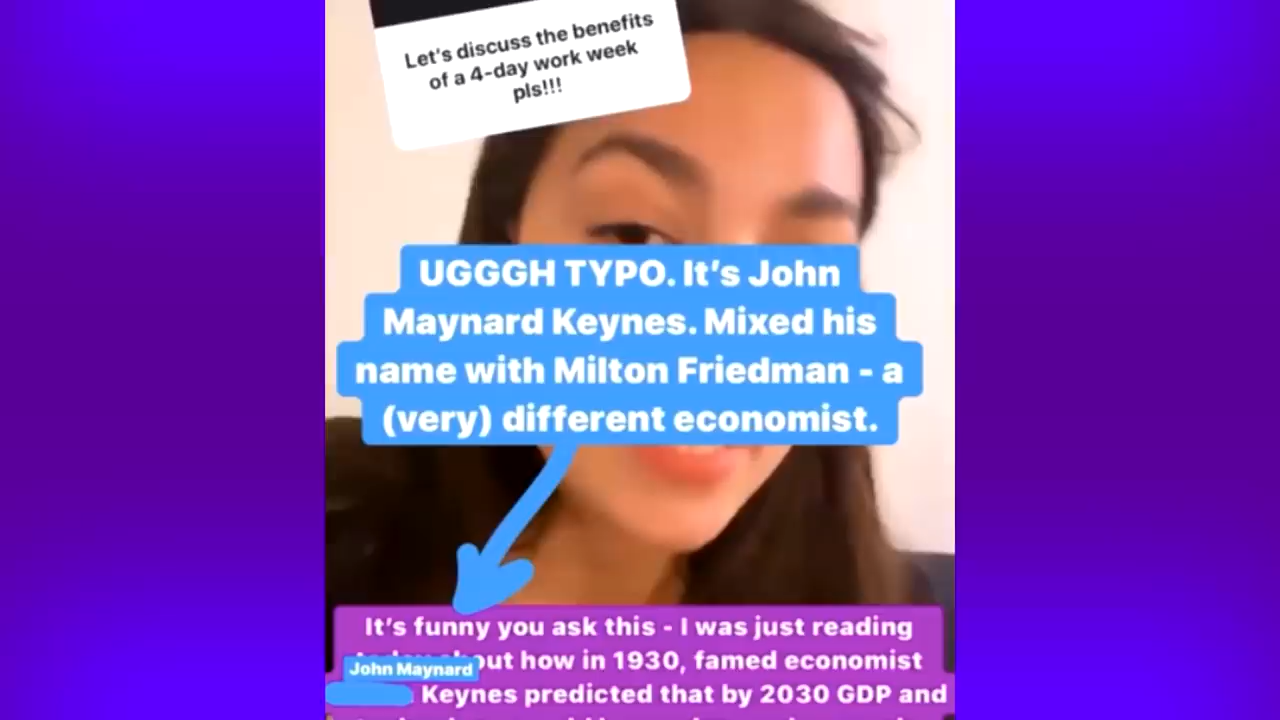 Let's discuss the benefits
of a 4-day work week
pls!!!
UGGGH TYPO. It's John
Maynard Keynes. Mixed his
name with Milton Friedman - a
(very) different economist.
It's funny you ask this - I was just reading
about how in 1930, famed economist
John Maynard
Keynes predicted that by 2030 GDP and